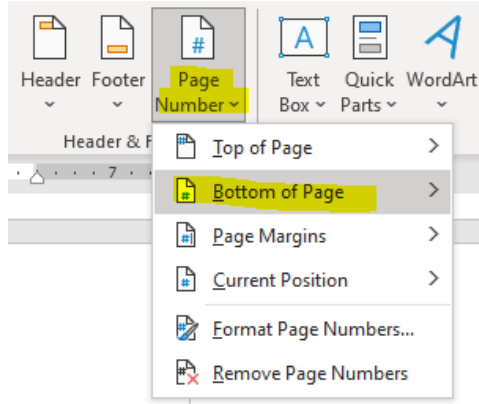 Header Footer Page Number Text Box Quick Parts WordArt
Header & F
7
Top of Page
Bottom of Page
Page Margins
Current Position
Format Page Numbers...
Remove Page Numbers